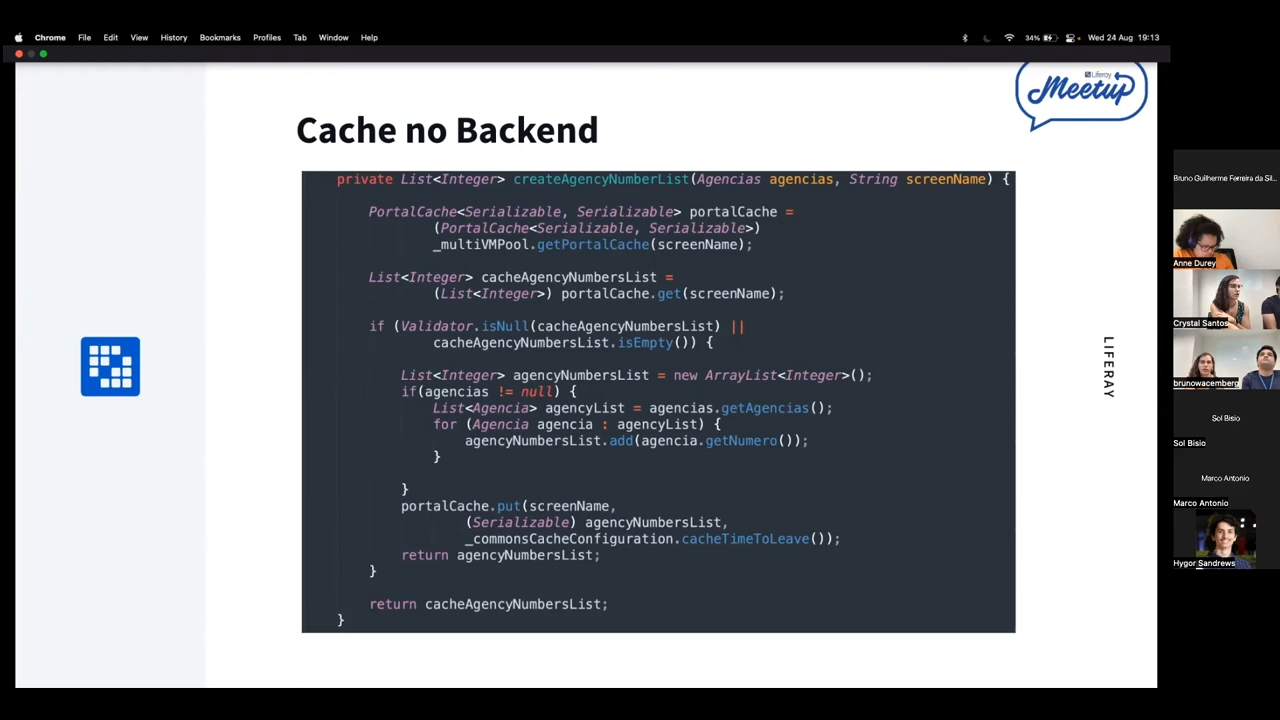 Chrome File Edit View History Bookmarks Profiles Tab Window Help 34% Wed 24 Aug 19:13
Liferay
Meetup
Cache no Backend
private List<Integer> createAgencyNumberList(Agencias agencias, String screenName) {
PortalCache<Serializable, Serializable> portalCache =
(PortalCache<Serializable, Serializable>)
_multiVMPool.getPortalCache(screenName);
List<Integer> cacheAgencyNumbersList =
(List<Integer>) portalCache.get(screenName);
if (Validator.isNull(cacheAgencyNumbersList) ||
cacheAgencyNumbersList.isEmpty()) {
List<Integer> agencyNumbersList = new ArrayList<Integer>();
if(agencias != null) {
List<Agencia> agencyList = agencias.getAgencias();
for (Agencia agencia : agencyList) {
agencyNumbersList.add(agencia.getNumero());
}
}
portalCache.put(screenName,
(Serializable) agencyNumbersList,
_commonsCacheConfiguration.cacheTimeToLeave());
return agencyNumbersList;
}
return cacheAgencyNumbersList;
}
LIFERAY
Bruno Guilherme Ferreira da Sil...
Anne Durey
Crystal Santos
brunowacemberg
Sol Bisio
Sol Bisio
Marco Antonio
Marco Antonio
Hygor Sandrews